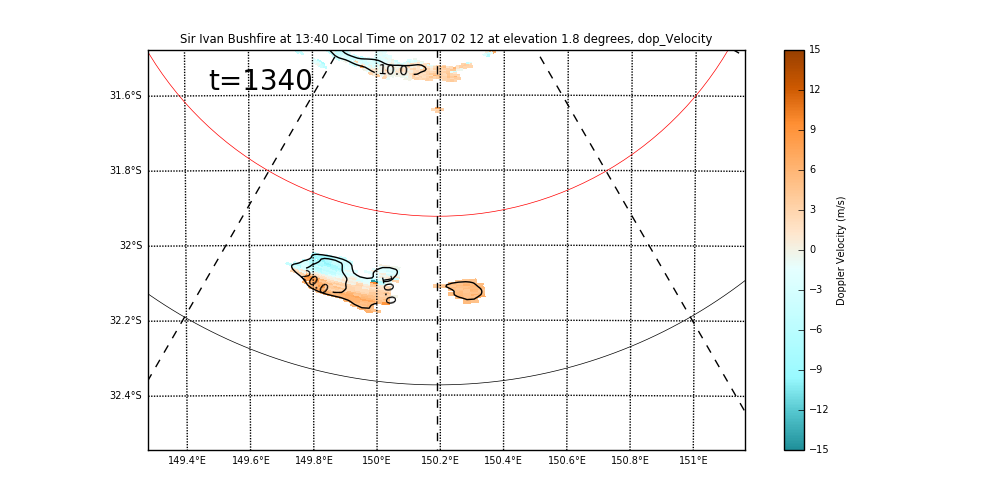 Sir Ivan Bushfire at 13:40 Local Time on 2017 02 12 at elevation 1.8 degrees, dop_Velocity
t=1340
10.0
20.0
10.0
31.6°S
31.8°S
32°S
32.2°S
32.4°S
149.4°E 149.6°E 149.8°E 150°E 150.2°E 150.4°E 150.6°E 150.8°E 151°E
15
12
9
6
3
0
−3
−6
−9
−12
−15
Doppler Velocity (m/s)